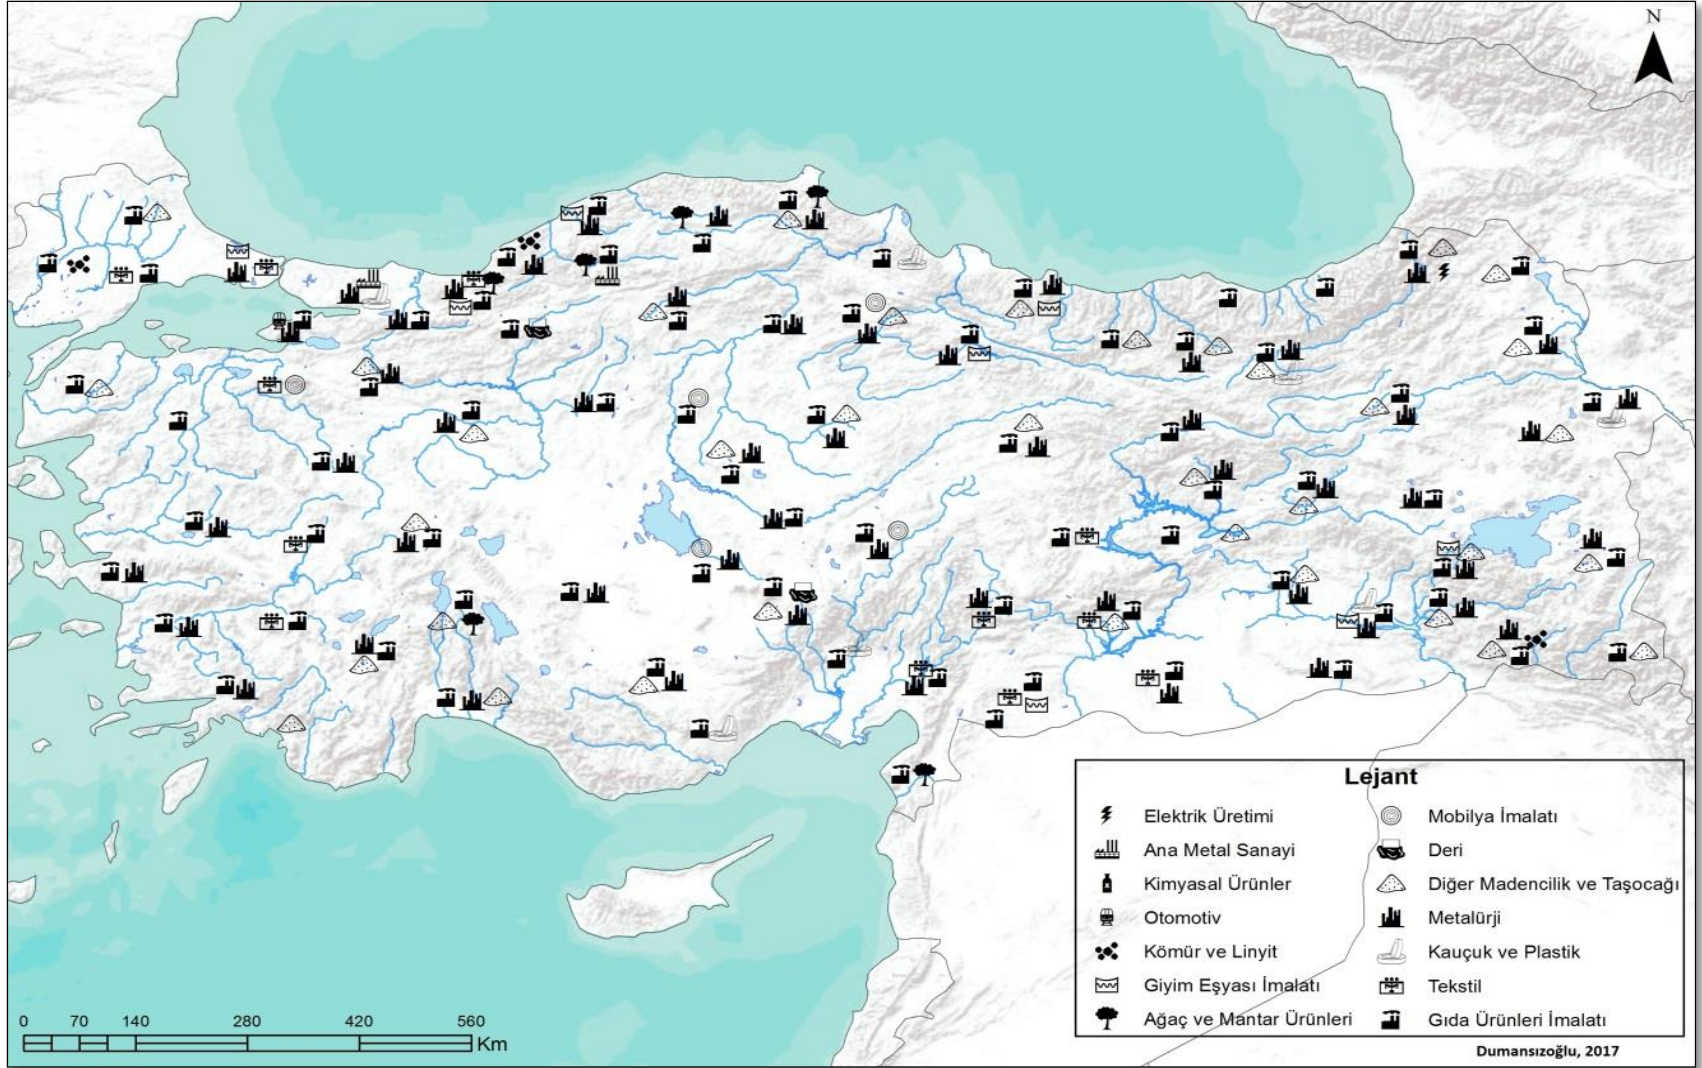 N
Lejant
Elektrik Üretimi
Ana Metal Sanayi
Kimyasal Ürünler
Otomotiv
Kömür ve Linyit
Giyim Eşyası İmalatı
Ağaç ve Mantar Ürünleri
Mobilya İmalatı
Deri
Diğer Madencilik ve Taşocağı
Metalürji
Kauçuk ve Plastik
Tekstil
Gıda Ürünleri İmalatı
0 70 140 280 420 560
Km
Dumansızoğlu, 2017